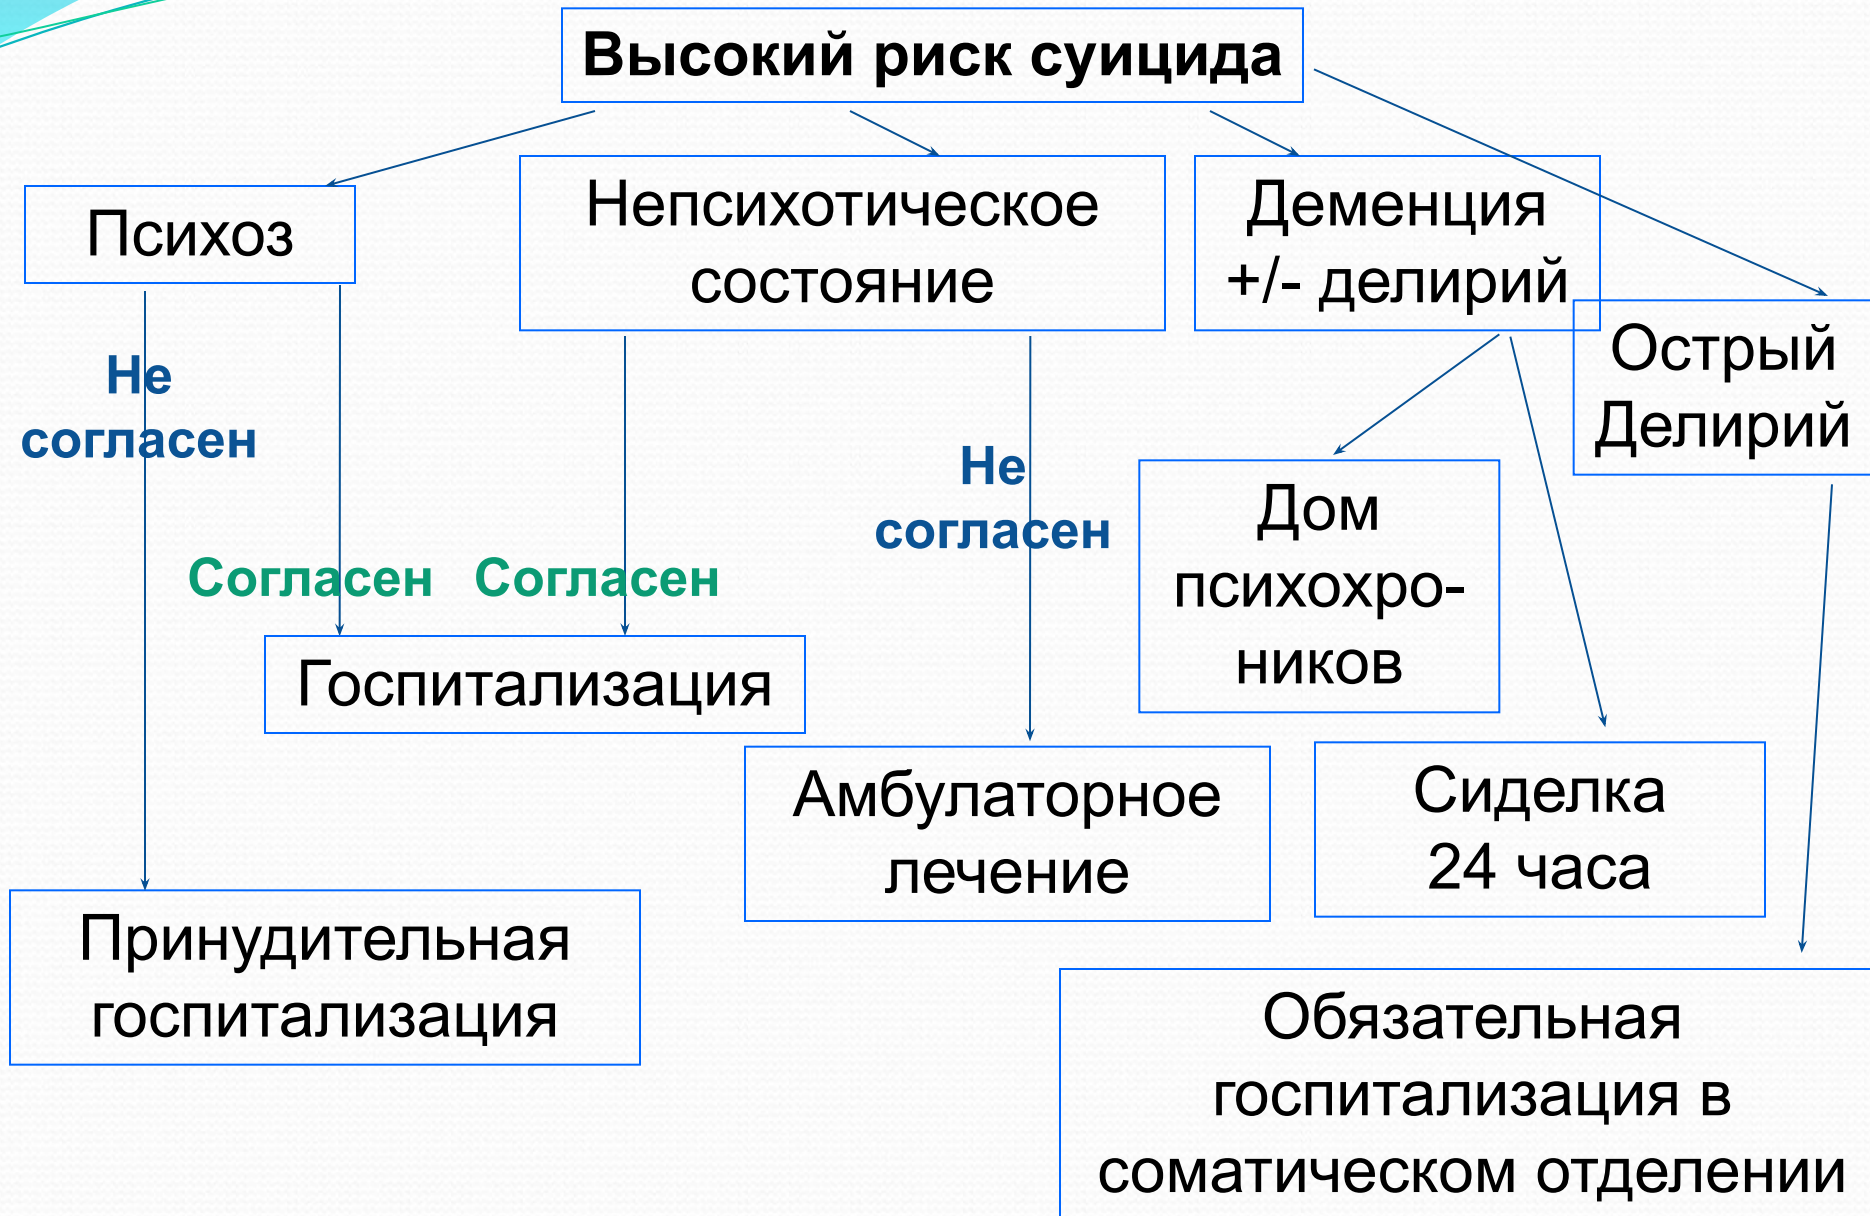 Высокий риск суицида
Психоз
Непсихотическое
состояние
Деменция
+/- делирий
Острый
Делирий
Не
согласен
Согласен
Согласен
Не
согласен
Дом
психохро-
ников
Госпитализация
Амбулаторное
лечение
Сиделка
24 часа
Принудительная
госпитализация
Обязательная
госпитализация в
соматическом отделении